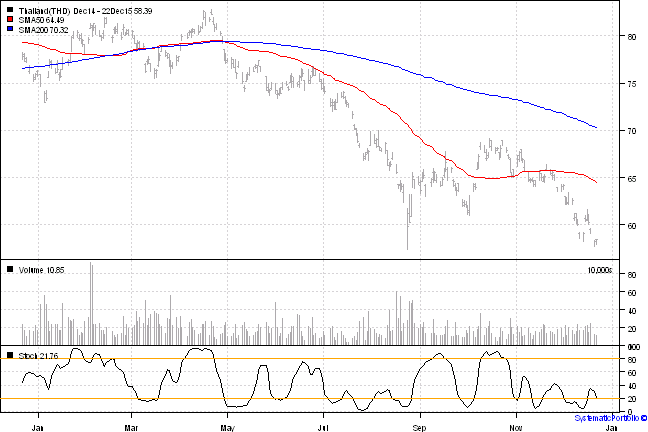 Thailand(THD) Dec14 - 22Dec15 58.39
SMA50 64.49
SMA200 70.32
80
75
70
65
60
Volume 10.85
10,000s
80
60
40
20
Stoch 21.76
100
80
60
40
20
0
Jan
Mar
May
Jul
Sep
Nov
Jan
SystematicPortfolio ©